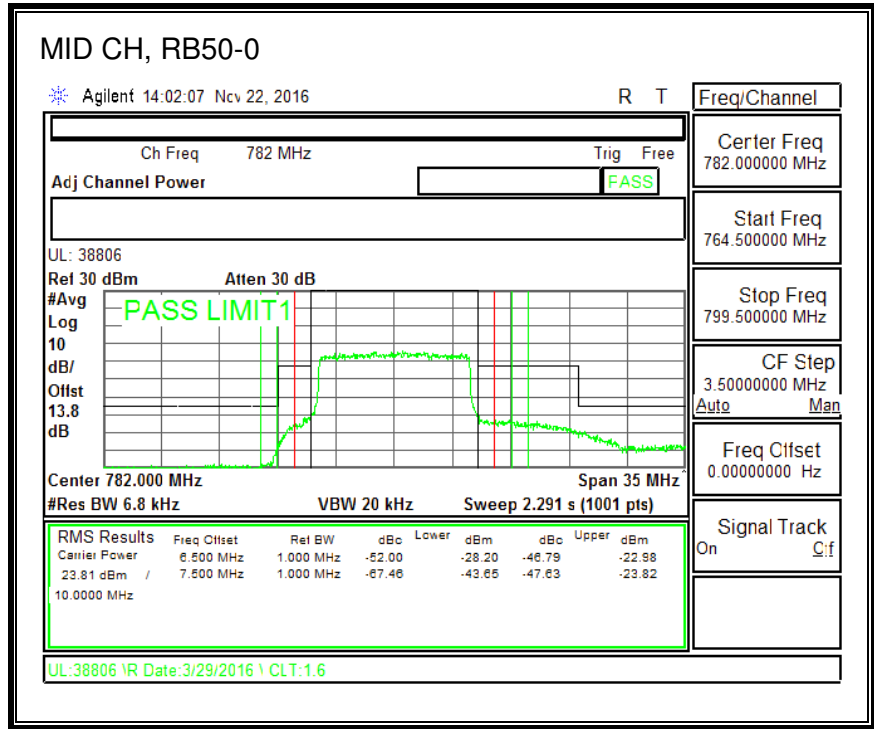 MID CH, RB50-0
Agilent 14:02:07 Nov 22, 2016 R T
Freq/Channel
Ch Freq 782 MHz Trig Free
Center Freq
782.000000 MHz
Adj Channel Power PASS
Start Freq
764.500000 MHz
UL: 38806
Ref 30 dBm Atten 30 dB
Stop Freq
799.500000 MHz
#Avg
Log
10
dB/
Offst
13.8
dB
PASS LIMIT1
CF Step
3.50000000 MHz
Auto Man
Freq Offset
0.00000000 Hz
Center 782.000 MHz Span 35 MHz
#Res BW 6.8 kHz VBW 20 kHz Sweep 2.291 s (1001 pts)
Signal Track
On Off
RMS Results Freq Offset Ref BW dBc Lower dBm dBc Upper dBm
Carrier Power 6.500 MHz 1.000 MHz -52.00 -28.20 -46.79 -22.98
23.81 dBm / 7.500 MHz 1.000 MHz -67.46 -43.65 -47.63 -23.82
10.0000 MHz
UL:38806 \R Date:3/29/2016 \ CLT:1.6